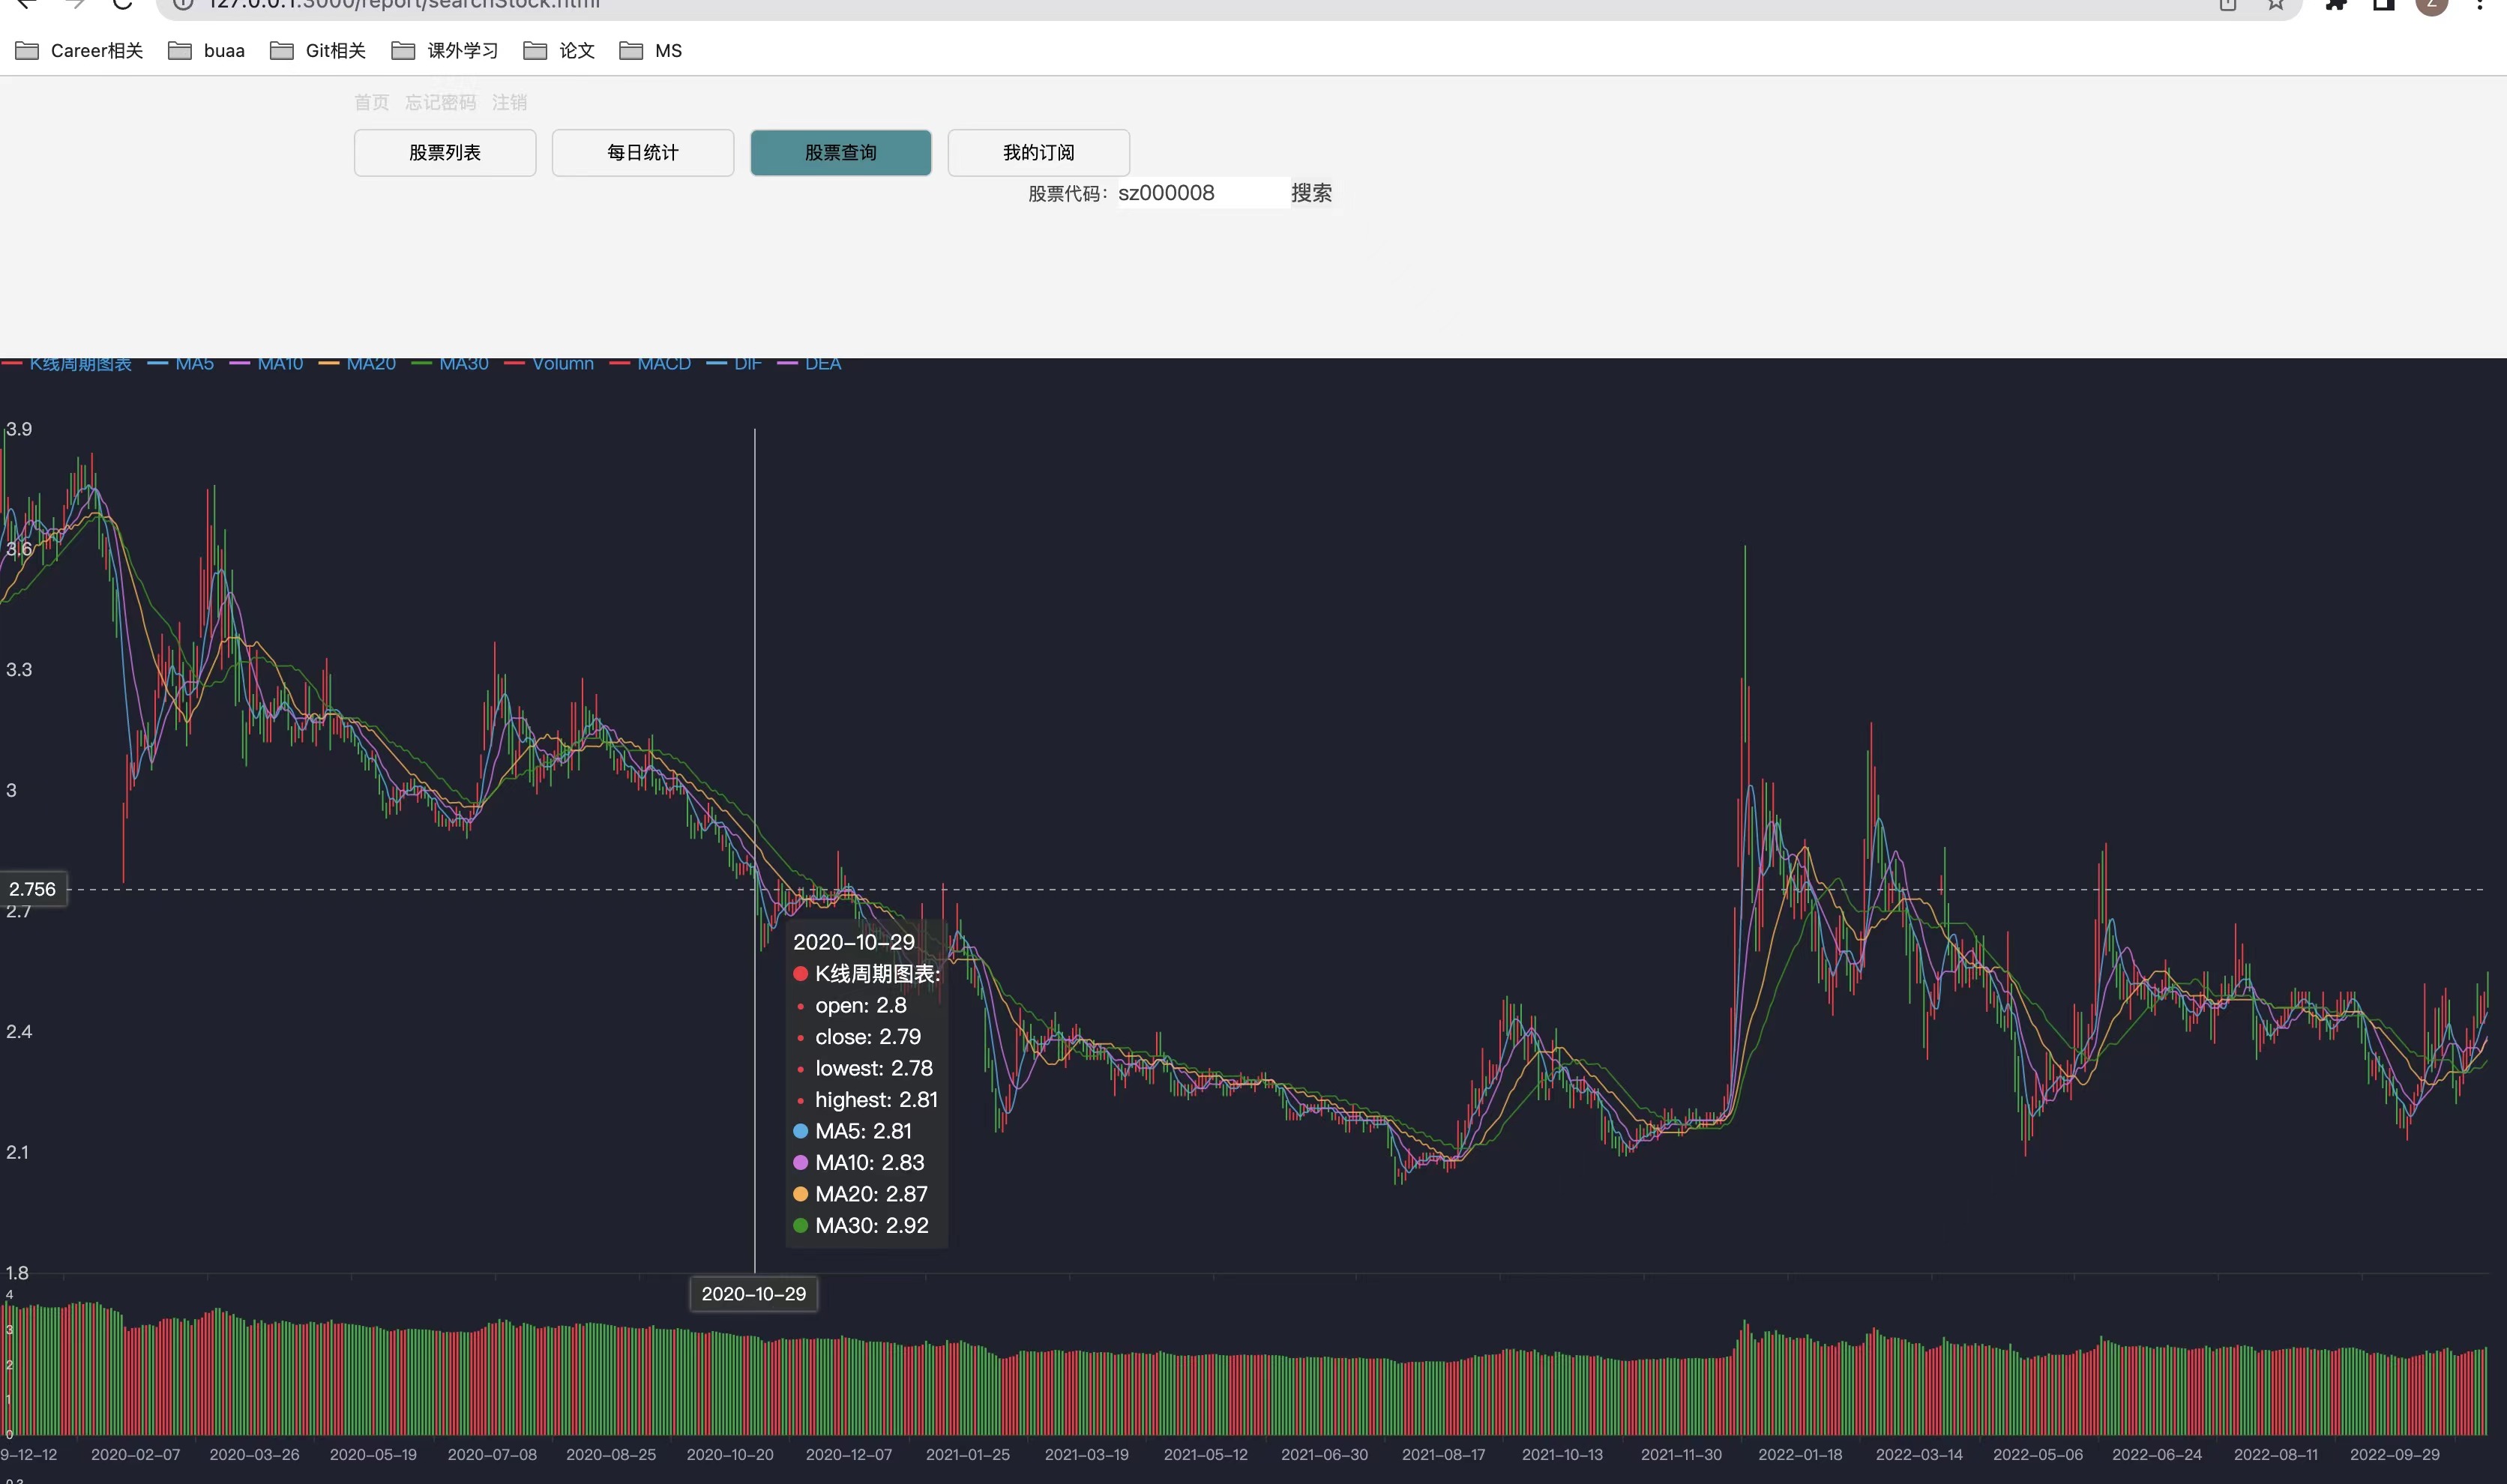 127.0.0.1:3000/report/searchStock.html
Z
Career相关 buaa Git相关 课外学习 论文 MS
首页 忘记密码 注销
股票列表 每日统计 股票查询 我的订阅
股票代码: sz000008 搜索
K线周期图表 MA5 MA10 MA20 MA30 Volumn MACD DIF DEA
3.9
3.6
3.3
3
2.756
2.7
2020-10-29
K线周期图表:
open: 2.8
close: 2.79
lowest: 2.78
highest: 2.81
MA5: 2.81
MA10: 2.83
MA20: 2.87
MA30: 2.92
2.4
2.1
1.8
2020-10-29
4
3
2
1
0
9-12-12 2020-02-07 2020-03-26 2020-05-19 2020-07-08 2020-08-25 2020-10-20 2020-12-07 2021-01-25 2021-03-19 2021-05-12 2021-06-30 2021-08-17 2021-10-13 2021-11-30 2022-01-18 2022-03-14 2022-05-06 2022-06-24 2022-08-11 2022-09-29